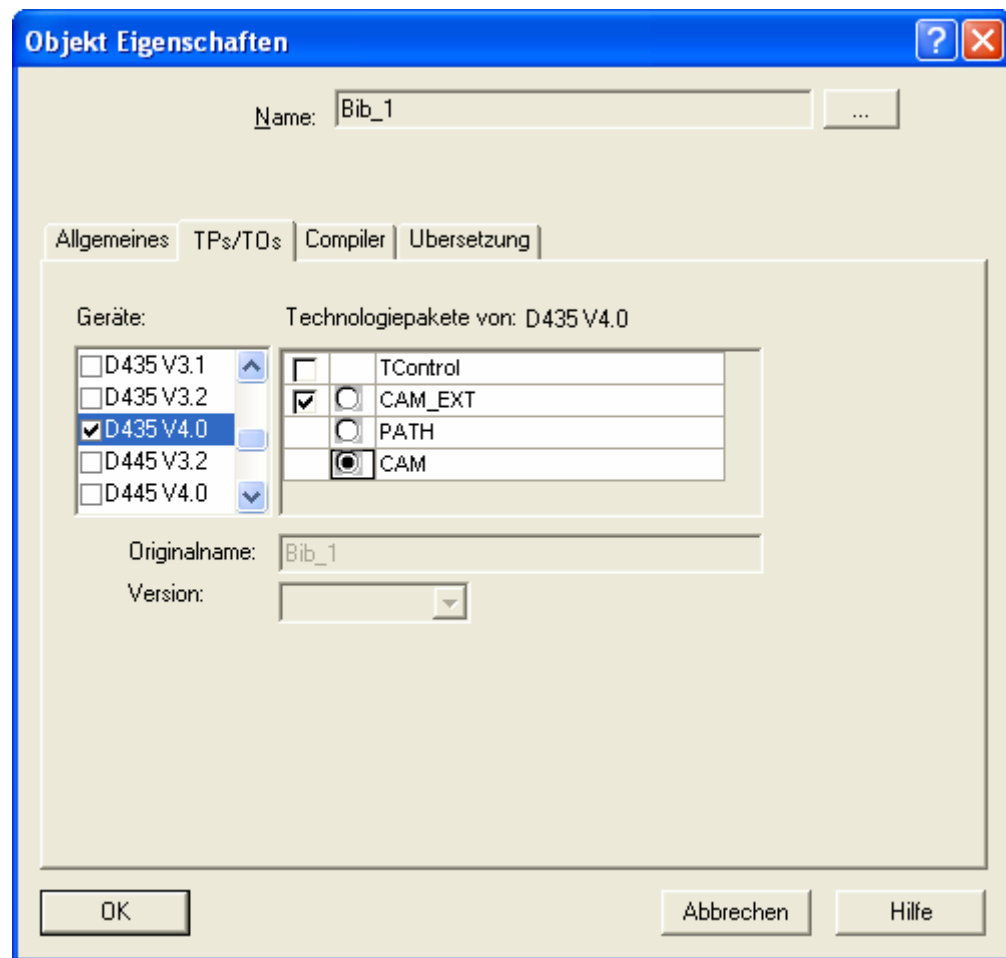 Objekt Eigenschaften
Name: Bib_1 ...
Allgemeines TPs/TOs Compiler Ubersetzung
Geräte: Technologiepakete von: D435 V4.0
D435 V3.1 TControl
D435 V3.2 CAM_EXT
D435 V4.0 PATH
D445 V3.2 CAM
D445 V4.0
Originalname: Bib_1
Version:
OK Abbrechen Hilfe